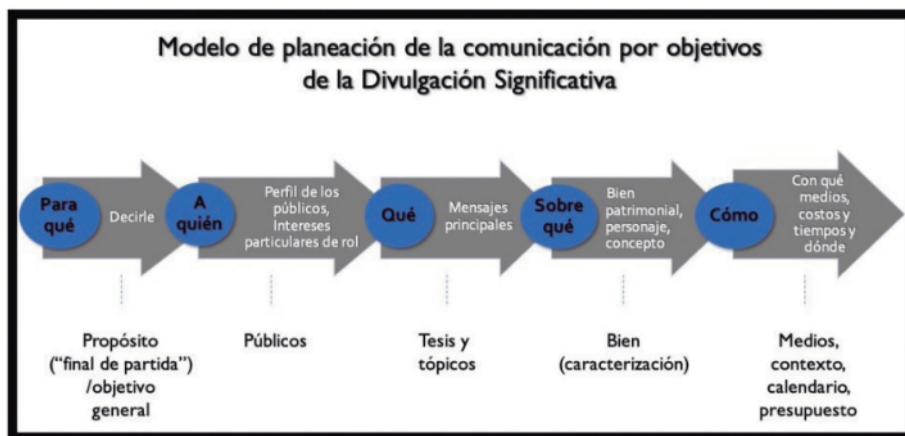 Modelo de planeación de la comunicación por objetivos
de la Divulgación Significativa
Para
qué
Decirle
A
quién
Perfil de los
públicos,
Intereses
particulares de rol
Qué
Mensajes
principales
Sobre
qué
Bien
patrimonial,
personaje,
concepto
Cómo
Con qué
medios,
costos y
tiempos y
dónde
Propósito
(“final de partida”)
/objetivo
general
Públicos
Tesis y
tópicos
Bien
(caracterización)
Medios,
contexto,
calendario,
presupuesto